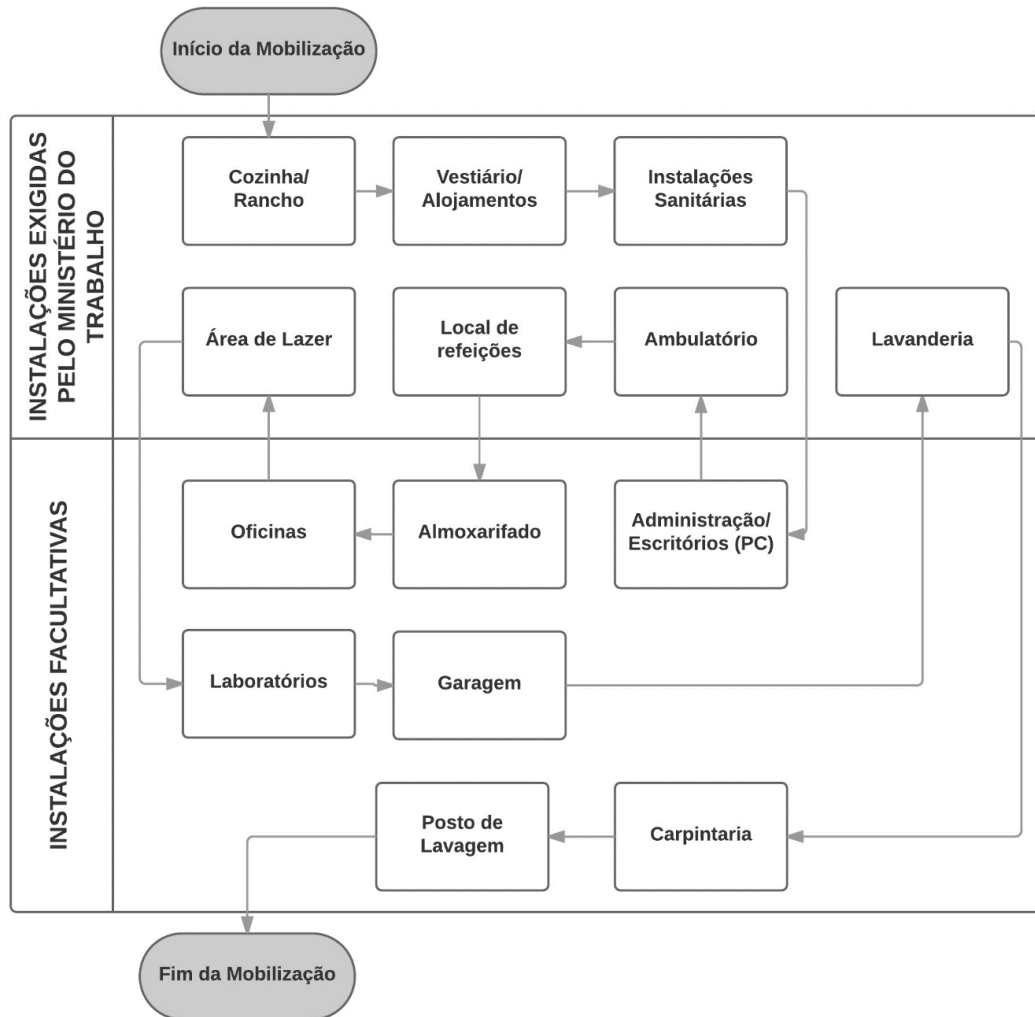 Início da Mobilização
INSTALAÇÕES EXIGIDAS
PELO MINISTÉRIO DO
TRABALHO
Cozinha/
Rancho
Vestiário/
Alojamentos
Instalações
Sanitárias
Área de Lazer
Local de
refeições
Ambulatório
Lavanderia
INSTALAÇÕES FACULTATIVAS
Oficinas
Almoxarifado
Administração/
Escritórios (PC)
Laboratórios
Garagem
Posto de
Lavagem
Carpintaria
Fim da Mobilização